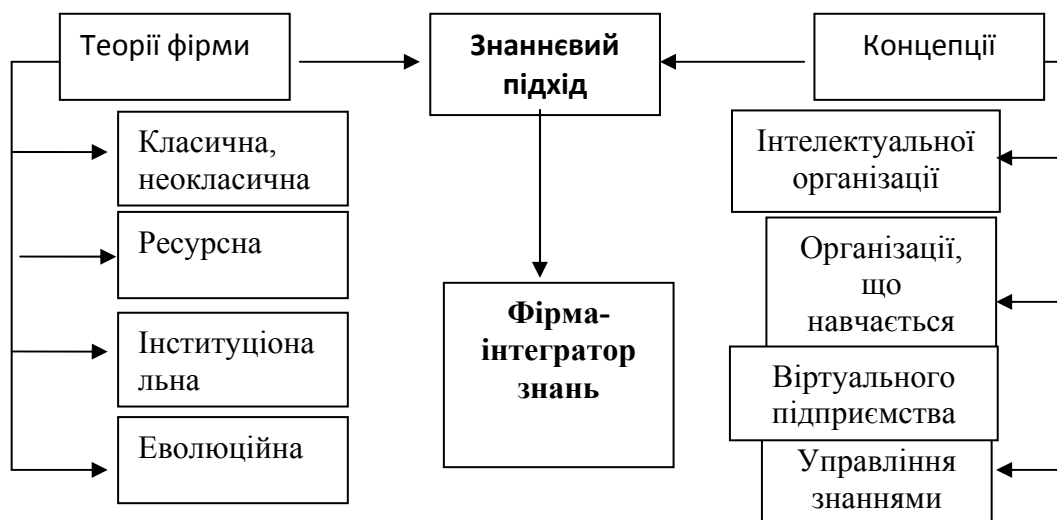 Теорії фірми
Знаннєвий
підхід
Концепції
Класична,
неокласична
Ресурсна
Інституціона
льна
Еволюційна
Фірма-
інтегратор
знань
Інтелектуальної
організації
Організації,
що
навчається
Віртуального
підприємства
Управління
знаннями